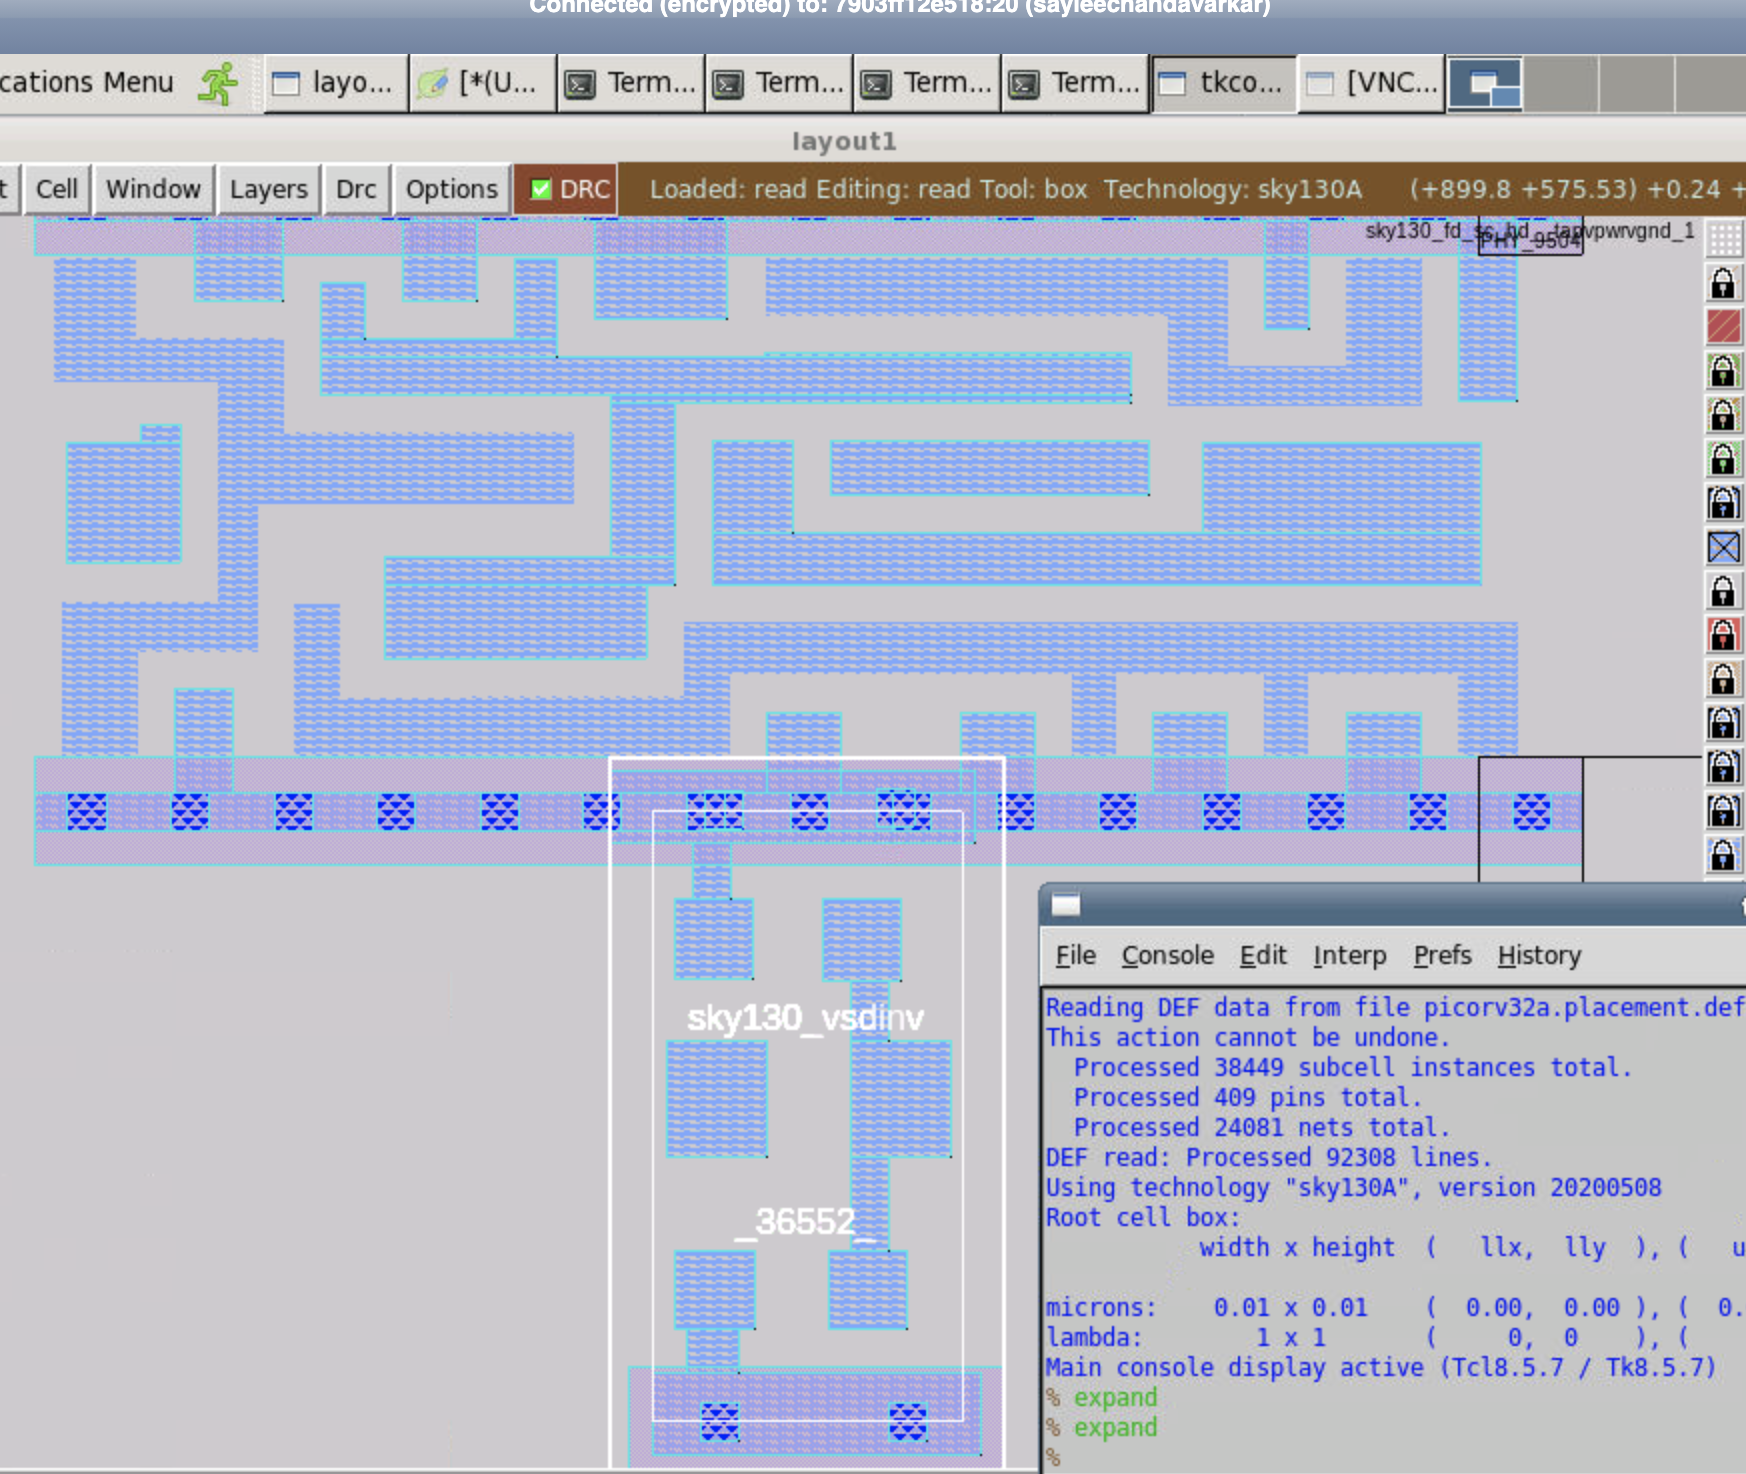 Connected (encrypted) to: 7903ff12e518:20 (sayleechandavarkar)
cations Menu layo... [*(U... Term... Term... Term... Term... tkco... [VNC...
layout1
t Cell Window Layers Drc Options DRC Loaded: read Editing: read Tool: box Technology: sky130A (+899.8 +575.53) +0.24 +
sky130_fd_sc_hd__tapvpwrvgnd_1
PHY_9504
sky130_vsdinv
_36552_
File Console Edit Interp Prefs History
Reading DEF data from file picorv32a.placement.def
This action cannot be undone.
Processed 38449 subcell instances total.
Processed 409 pins total.
Processed 24081 nets total.
DEF read: Processed 92308 lines.
Using technology "sky130A", version 20200508
Root cell box:
width x height ( llx, lly ), ( u
microns: 0.01 x 0.01 ( 0.00, 0.00 ), ( 0.
lambda: 1 x 1 ( 0, 0 ), (
Main console display active (Tcl8.5.7 / Tk8.5.7)
% expand
% expand
%